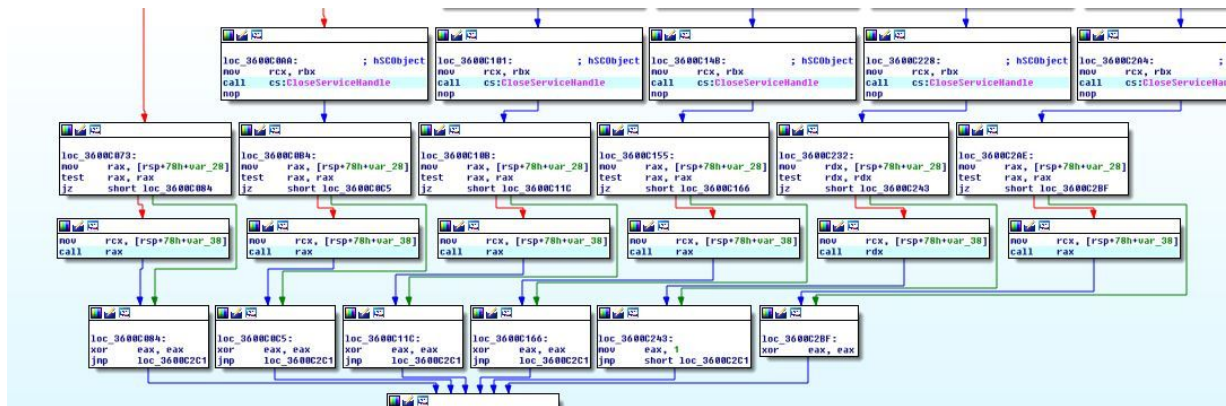 loc_3600C0AA: ; hSCObject
mov rcx, rbx
call cs:CloseServiceHandle
nop
loc_3600C101: ; hSCObject
mov rcx, rbx
call cs:CloseServiceHandle
nop
loc_3600C14B: ; hSCObject
mov rcx, rbx
call cs:CloseServiceHandle
nop
loc_3600C228: ; hSCObject
mov rcx, rbx
call cs:CloseServiceHandle
nop
loc_3600C2A4: ;
mov rcx, rbx
call cs:CloseServiceHan
nop
loc_3600C073:
mov rax, [rsp+78h+var_28]
test rax, rax
jz short loc_3600C084
loc_3600C0B4:
mov rax, [rsp+78h+var_28]
test rax, rax
jz short loc_3600C0C5
loc_3600C10B:
mov rax, [rsp+78h+var_28]
test rax, rax
jz short loc_3600C11C
loc_3600C155:
mov rax, [rsp+78h+var_28]
test rax, rax
jz short loc_3600C166
loc_3600C232:
mov rdx, [rsp+78h+var_28]
test rdx, rdx
jz short loc_3600C243
loc_3600C2AE:
mov rax, [rsp+78h+var_28]
test rax, rax
jz short loc_3600C2BF
mov rcx, [rsp+78h+var_38]
call rax
mov rcx, [rsp+78h+var_38]
call rax
mov rcx, [rsp+78h+var_38]
call rax
mov rcx, [rsp+78h+var_38]
call rax
mov rcx, [rsp+78h+var_38]
call rdx
mov rcx, [rsp+78h+var_38]
call rax
loc_3600C084:
xor eax, eax
jmp loc_3600C2C1
loc_3600C0C5:
xor eax, eax
jmp loc_3600C2C1
loc_3600C11C:
xor eax, eax
jmp loc_3600C2C1
loc_3600C166:
xor eax, eax
jmp loc_3600C2C1
loc_3600C243:
mov eax, 1
jmp short loc_3600C2C1
loc_3600C2BF:
xor eax, eax